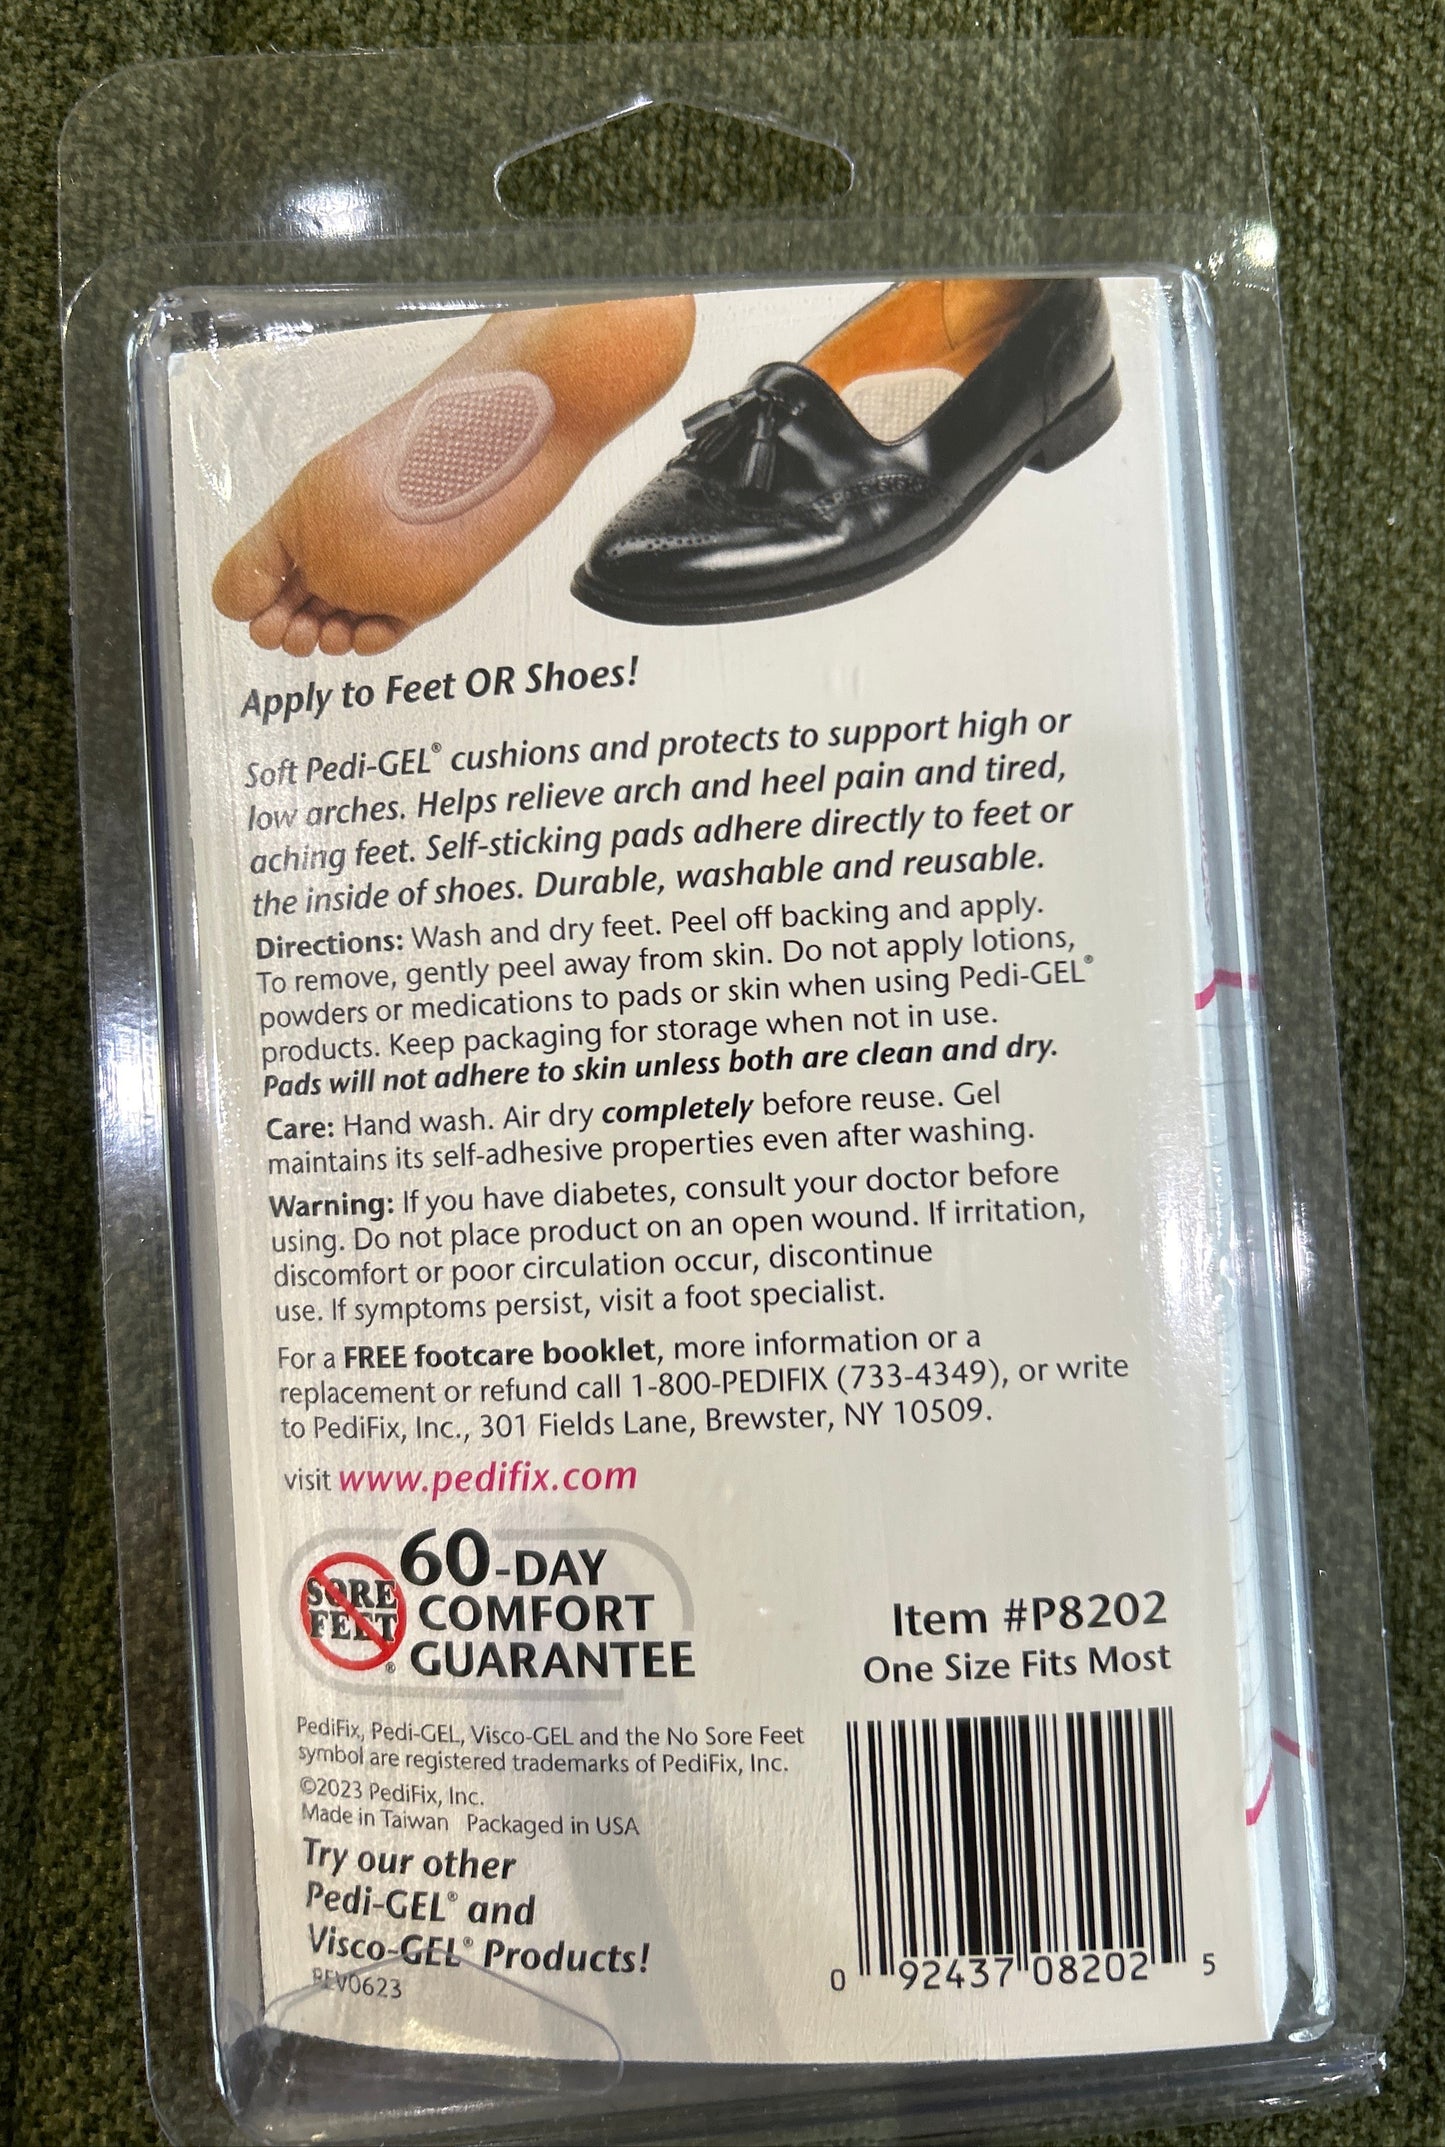 Apply to Feet OR Shoes!
Soft Pedi-GEL® cushions and protects to support high or
low arches. Helps relieve arch and heel pain and tired,
aching feet. Self-sticking pads adhere directly to feet or
the inside of shoes. Durable, washable and reusable.
Directions: Wash and dry feet. Peel off backing and apply.
To remove, gently peel away from skin. Do not apply lotions,
powders or medications to pads or skin when using Pedi-GEL®
products. Keep packaging for storage when not in use.
Pads will not adhere to skin unless both are clean and dry.
Care: Hand wash. Air dry completely before reuse. Gel
maintains its self-adhesive properties even after washing.
Warning: If you have diabetes, consult your doctor before
using. Do not place product on an open wound. If irritation,
discomfort or poor circulation occur, discontinue
use. If symptoms persist, visit a foot specialist.
For a FREE footcare booklet, more information or a
replacement or refund call 1-800-PEDIFIX (733-4349), or write
to PediFix, Inc., 301 Fields Lane, Brewster, NY 10509.
visit www.pedifix.com
SORE
FEET®
60-DAY
COMFORT
GUARANTEE
Item #P8202
One Size Fits Most
PediFix, Pedi-GEL, Visco-GEL and the No Sore Feet
symbol are registered trademarks of PediFix, Inc.
©2023 PediFix, Inc.
Made in Taiwan Packaged in USA
Try our other
Pedi-GEL® and
Visco-GEL® Products!
REV0623
0 92437 08202 5